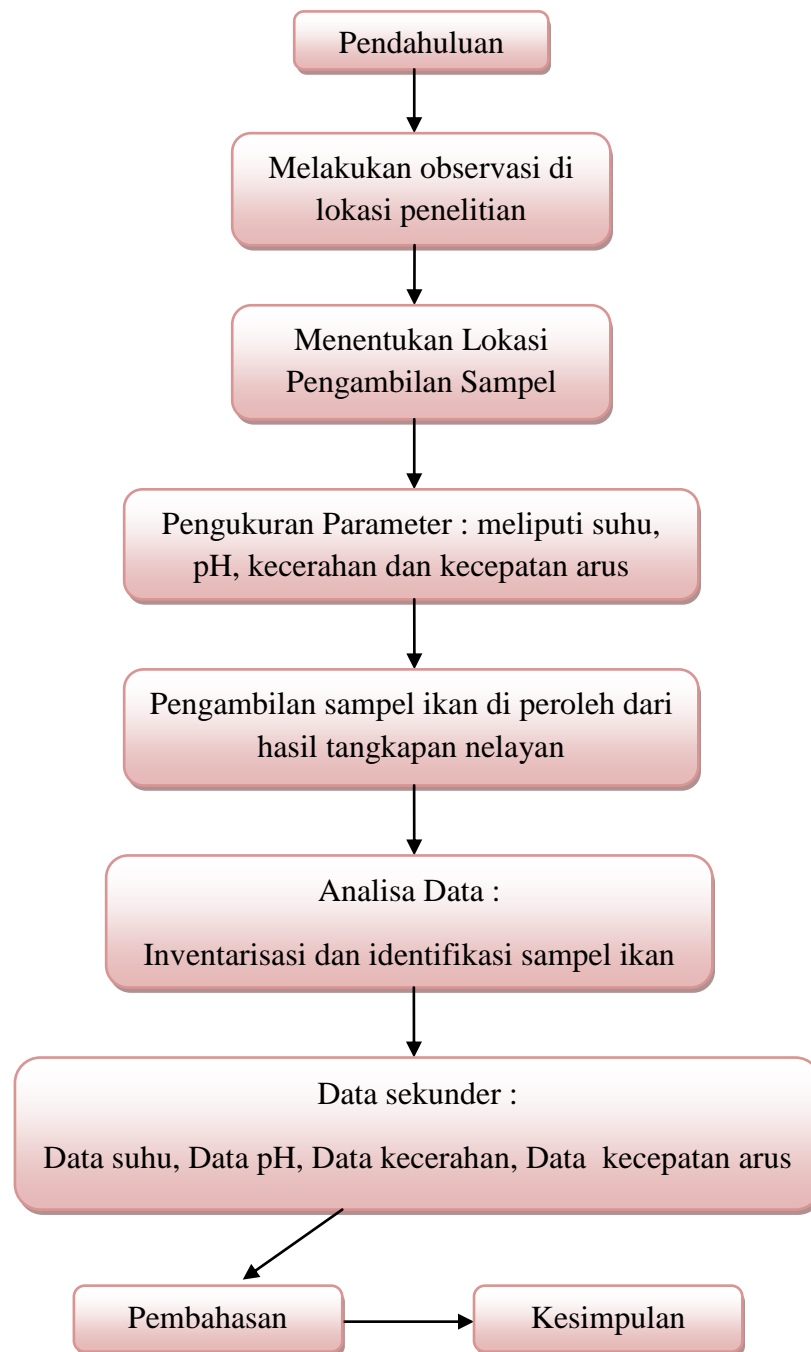 Pendahuluan
Melakukan observasi di
lokasi penelitian
Menentukan Lokasi
Pengambilan Sampel
Pengukuran Parameter : meliputi suhu,
pH, kecerahan dan kecepatan arus
Pengambilan sampel ikan di peroleh dari
hasil tangkapan nelayan
Analisa Data :
Inventarisasi dan identifikasi sampel ikan
Data sekunder :
Data suhu, Data pH, Data kecerahan, Data kecepatan arus
Pembahasan
Kesimpulan